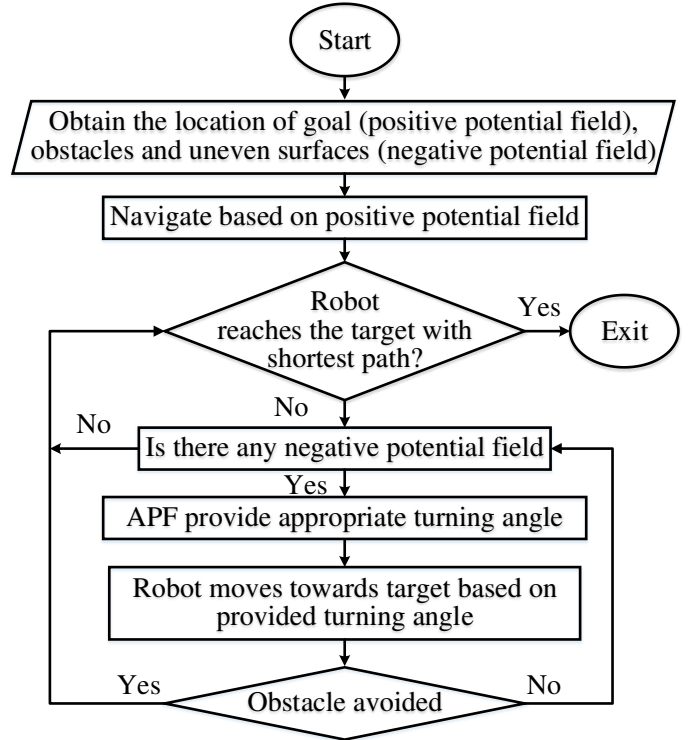 Start
Obtain the location of goal (positive potential field),
obstacles and uneven surfaces (negative potential field)
Navigate based on positive potential field
Robot
reaches the target with
shortest path?
Yes
Exit
No
No
Is there any negative potential field
Yes
APF provide appropriate turning angle
Robot moves towards target based on
provided turning angle
Yes
Obstacle avoided
No